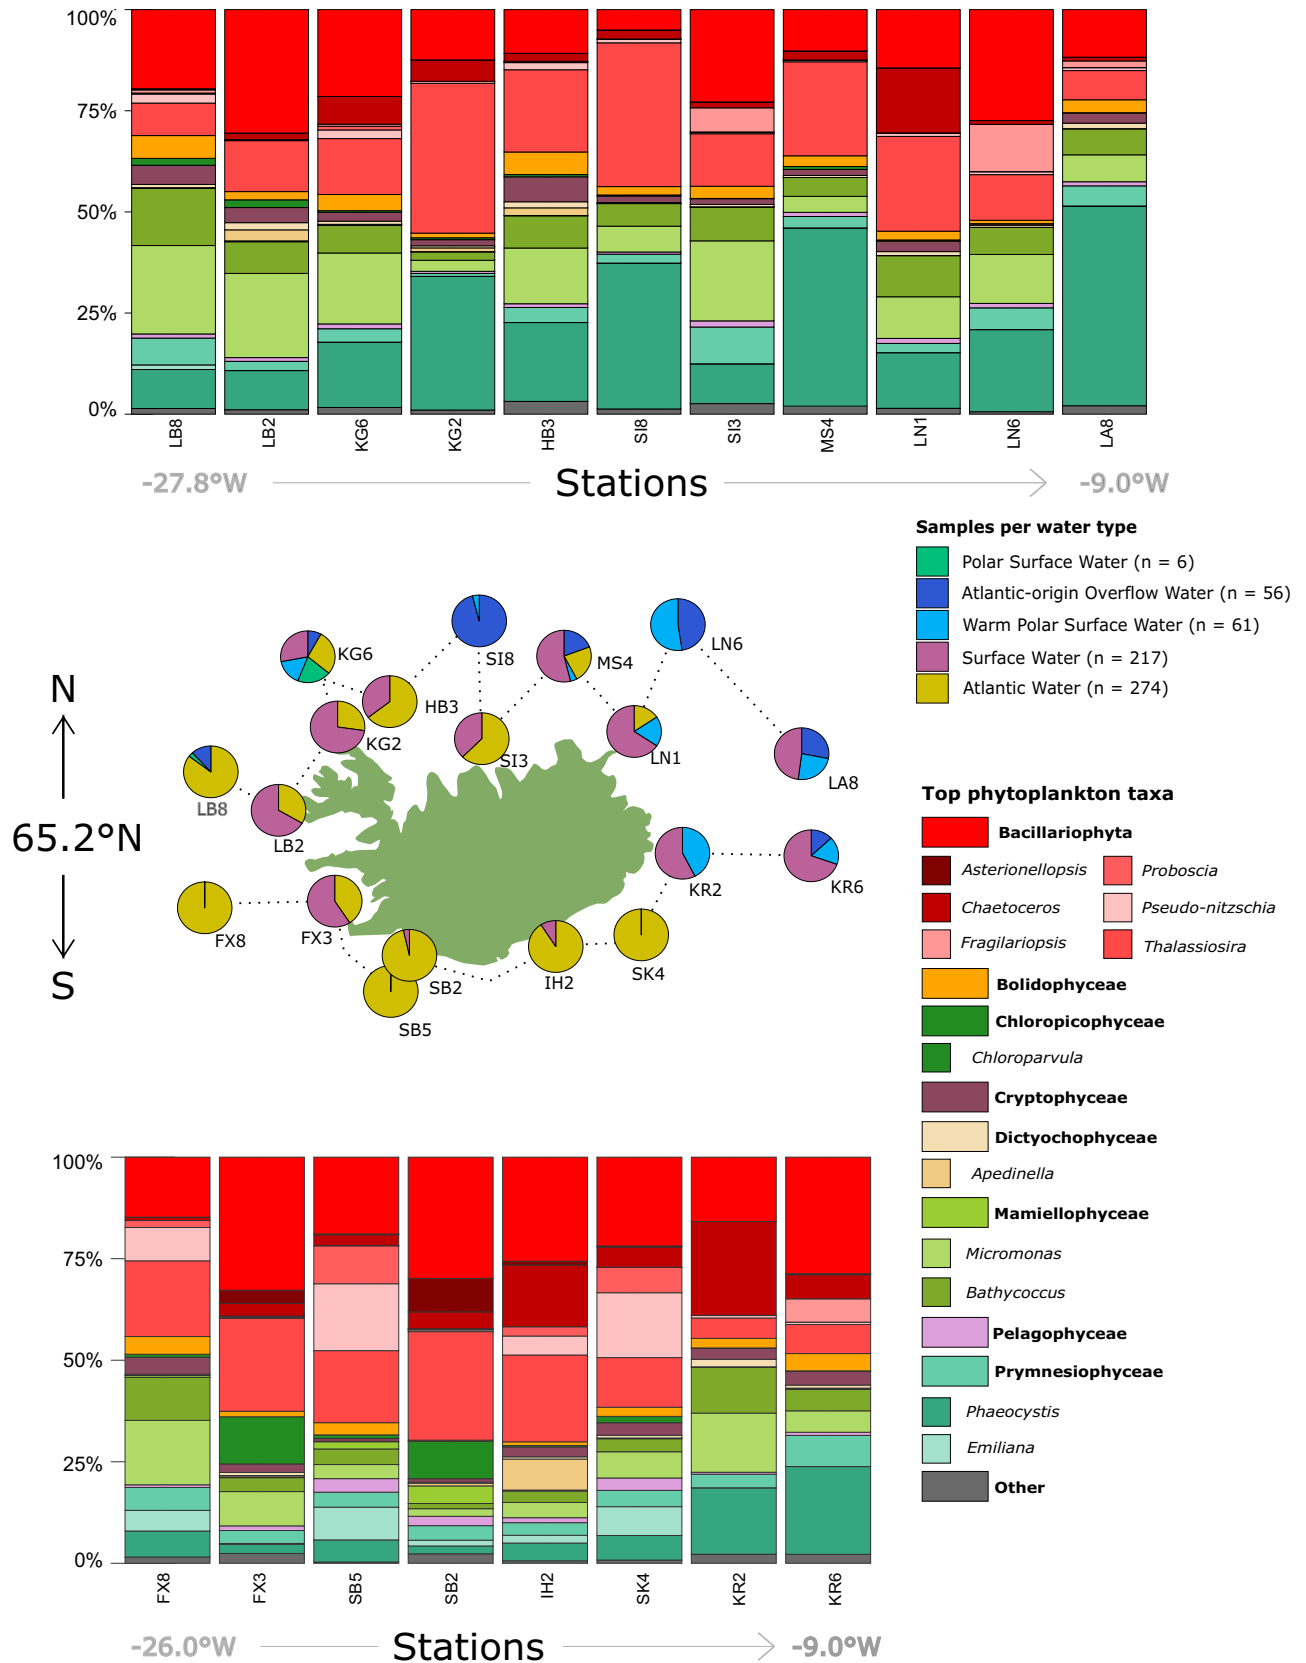 100%
75%
50%
25%
0%
LB8
LB2
KG6
KG2
HB3
SI8
SI3
MS4
LN1
LN6
LA8
-27.8°W
Stations
-9.0°W
Samples per water type
Polar Surface Water (n = 6)
Atlantic-origin Overflow Water (n = 56)
Warm Polar Surface Water (n = 61)
Surface Water (n = 217)
Atlantic Water (n = 274)
N
65.2°N
S
KG6
SI8
MS4
LN6
HB3
KG2
SI3
LN1
LA8
LB8
LB2
KR2
KR6
FX8
FX3
SB2
IH2
SK4
SB5
Top phytoplankton taxa
Bacillariophyta
Asterionellopsis
Proboscia
Chaetoceros
Pseudo-nitzschia
Fragilariopsis
Thalassiosira
Bolidophyceae
Chloropicophyceae
Chloroparvula
Cryptophyceae
Dictyochophyceae
Apedinella
Mamiellophyceae
Micromonas
Bathycoccus
Pelagophyceae
Prymnesiophyceae
Phaeocystis
Emiliana
Other
100%
75%
50%
25%
0%
FX8
FX3
SB5
SB2
IH2
SK4
KR2
KR6
-26.0°W
Stations
-9.0°W